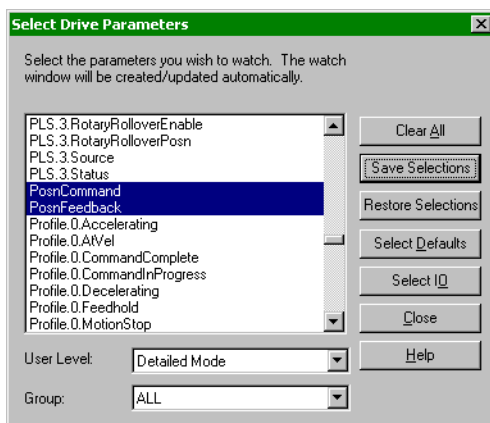 Select Drive Parameters
Select the parameters you wish to watch. The watch
window will be created/updated automatically.
PLS.3.RotaryRolloverEnable
PLS.3.RotaryRolloverPosn
PLS.3.Source
PLS.3.Status
PosnCommand
PosnFeedback
Profile.0.Accelerating
Profile.0.AtVel
Profile.0.CommandComplete
Profile.0.CommandInProgress
Profile.0.Decelerating
Profile.0.Feedhold
Profile.0.MotionStop
Clear All
Save Selections
Restore Selections
Select Defaults
Select IO
Close
Help
User Level:
Detailed Mode
Group:
ALL